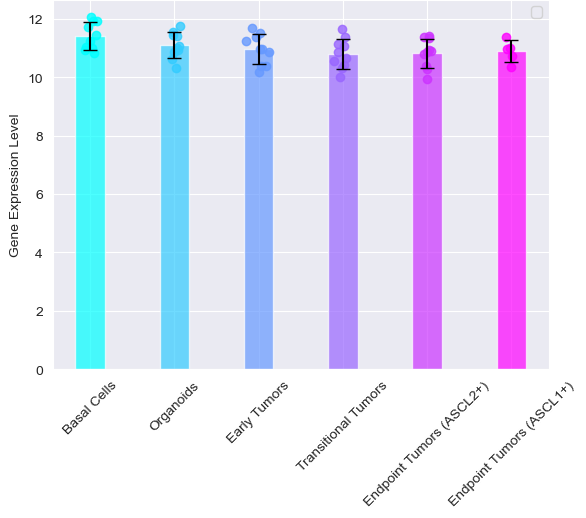 Gene Expression Level
12
10
8
6
4
2
0
Basal Cells
Organoids
Early Tumors
Transitional Tumors
Endpoint Tumors (ASCL2+)
Endpoint Tumors (ASCL1+)